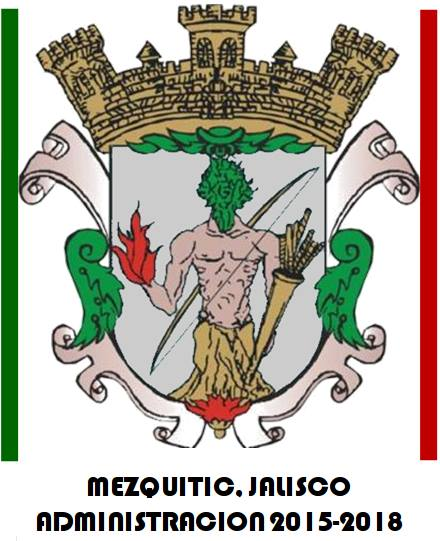 MEZQUITIC, JALISCO
ADMINISTRACION 2015-2018